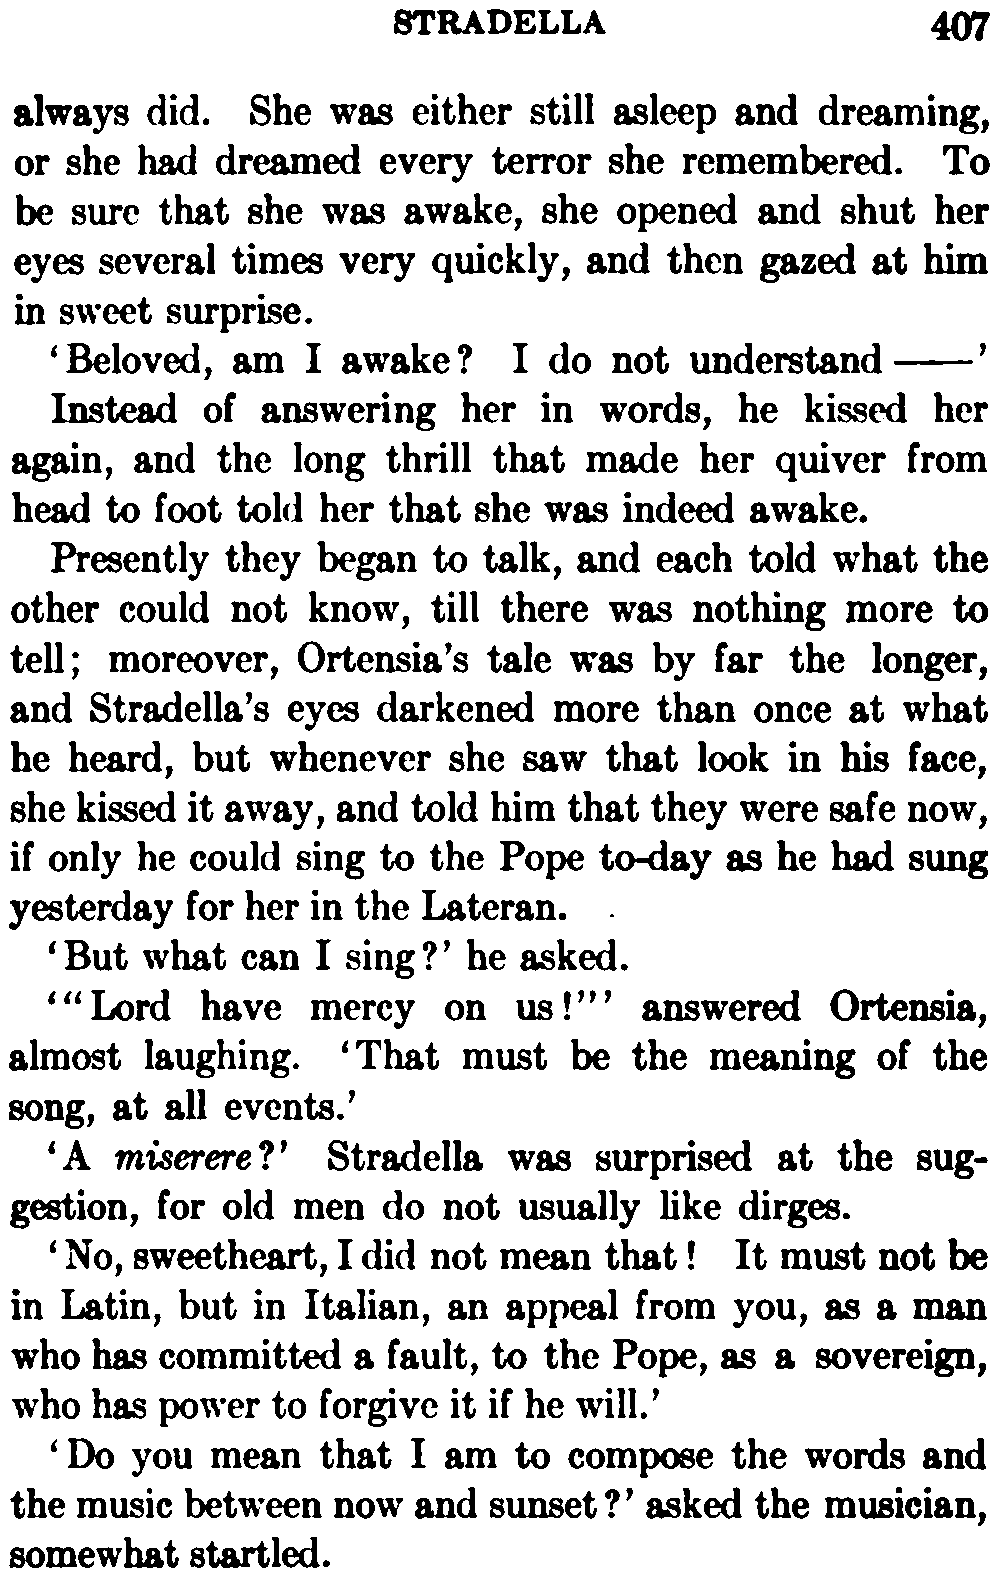 STRADELLA 407
always did. She was either still asleep and dreaming,
or she had dreamed every terror she remembered. To
be sure that she was awake, she opened and shut her
eyes several times very quickly, and then gazed at him
in sweet surprise.
‘Beloved, am I awake? I do not understand ——’
Instead of answering her in words, he kissed her
again, and the long thrill that made her quiver from
head to foot told her that she was indeed awake.
Presently they began to talk, and each told what the
other could not know, till there was nothing more to
tell; moreover, Ortensia's tale was by far the longer,
and Stradella's eyes darkened more than once at what
he heard, but whenever she saw that look in his face,
she kissed it away, and told him that they were safe now,
if only he could sing to the Pope to-day as he had sung
yesterday for her in the Lateran.
‘But what can I sing?’ he asked.
‘“Lord have mercy on us!”’ answered Ortensia,
almost laughing. ‘That must be the meaning of the
song, at all events.’
‘A miserere?’ Stradella was surprised at the sug-
gestion, for old men do not usually like dirges.
‘No, sweetheart, I did not mean that! It must not be
in Latin, but in Italian, an appeal from you, as a man
who has committed a fault, to the Pope, as a sovereign,
who has power to forgive it if he will.’
‘Do you mean that I am to compose the words and
the music between now and sunset?’ asked the musician,
somewhat startled.